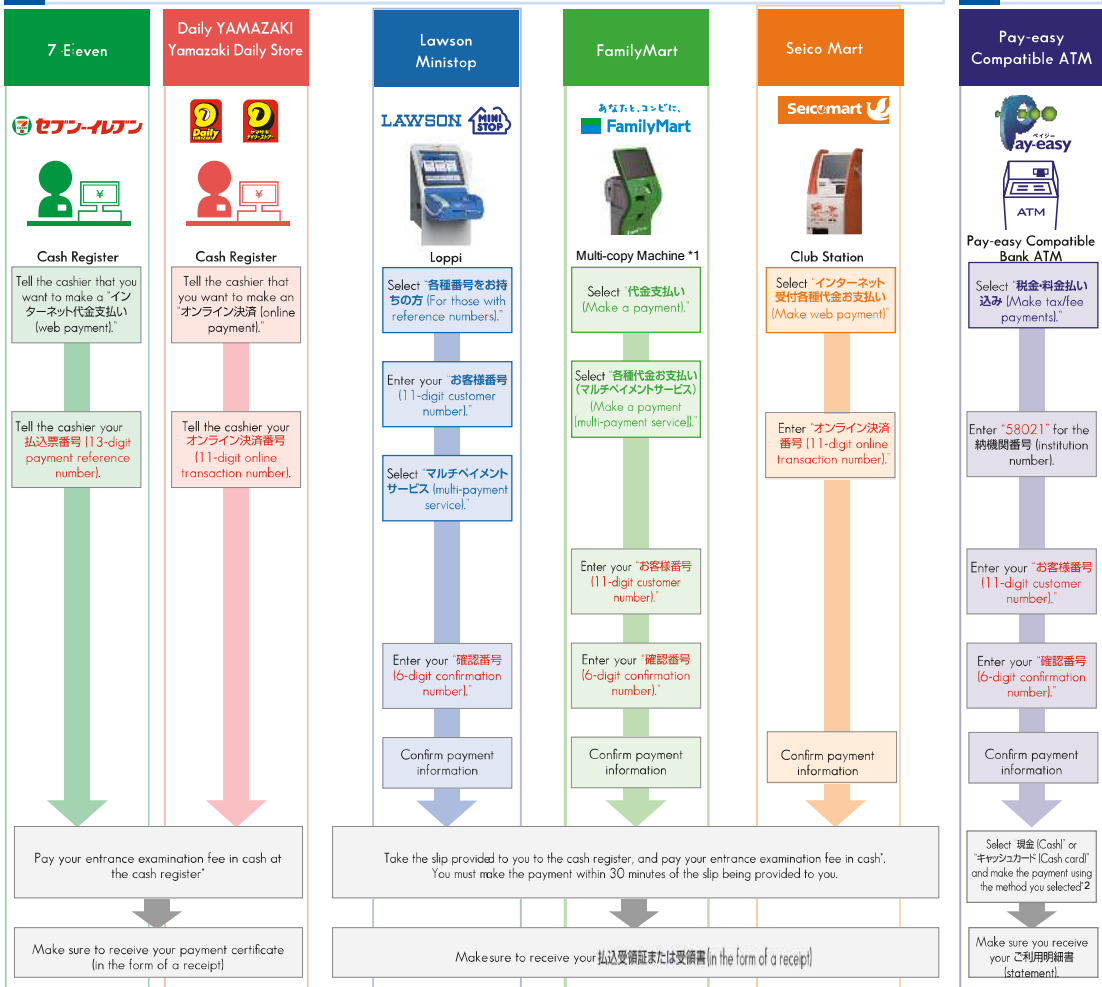 7 Eleven
Daily YAMAZAKI
Yamazaki Daily Store
Lawson
Ministop
FamilyMart
Seico Mart
Pay-easy
Compatible ATM
セブン-イレブン
Daily
YAMAZAKI
LAWSON
MINI
STOP
あなたと、コンビに、
FamilyMart
Seicomart
ペイジー
Pay-easy
¥
¥
ATM
Cash Register
Cash Register
Loppi
Multi-copy Machine *1
Club Station
Pay-easy Compatible
Bank ATM
Tell the cashier that you
want to make a "イン
ターネット代金支払い
(web payment)."
Tell the cashier your
払込票番号 (13-digit
payment reference
number).
Tell the cashier that
you want to make an
"オンライン決済 (online
payment)."
Tell the cashier your
オンライン決済番号
(11-digit online
transaction number).
Select "各種番号をお持
ちの方 (For those with
reference numbers)."
Enter your "お客様番号
(11-digit customer
number)."
Select "マルチペイメント
サービス (multi-payment
service)."
Enter your "確認番号
(6-digit confirmation
number)."
Confirm payment
information
Select "代金支払い
(Make a payment)."
Select "各種代金お支払い
(マルチペイメントサービス)
(Make a payment
[multi-payment service])."
Enter your "お客様番号
(11-digit customer
number)."
Enter your "確認番号
(6-digit confirmation
number)."
Confirm payment
information
Select "インターネット
受付各種代金お支払い
(Make web payment)"
Enter "オンライン決済
番号 (11-digit online
transaction number)."
Confirm payment
information
Select "税金・料金払い
込み (Make tax/fee
payments)."
Enter "58021" for the
納機関番号 (institution
number).
Enter your "お客様番号
(11-digit customer
number)."
Enter your "確認番号
(6-digit confirmation
number)."
Confirm payment
information
Pay your entrance examination fee in cash at
the cash register*
Make sure to receive your payment certificate
(in the form of a receipt)
Take the slip provided to you to the cash register, and pay your entrance examination fee in cash*.
You must make the payment within 30 minutes of the slip being provided to you.
Make sure to receive your 払込受領証または受領書 (in the form of a receipt)
Select "現金 (Cash)" or
"キャッシュカード (Cash card)"
and make the payment using
the method you selected*2
Make sure you receive
your ご利用明細書
(statement).